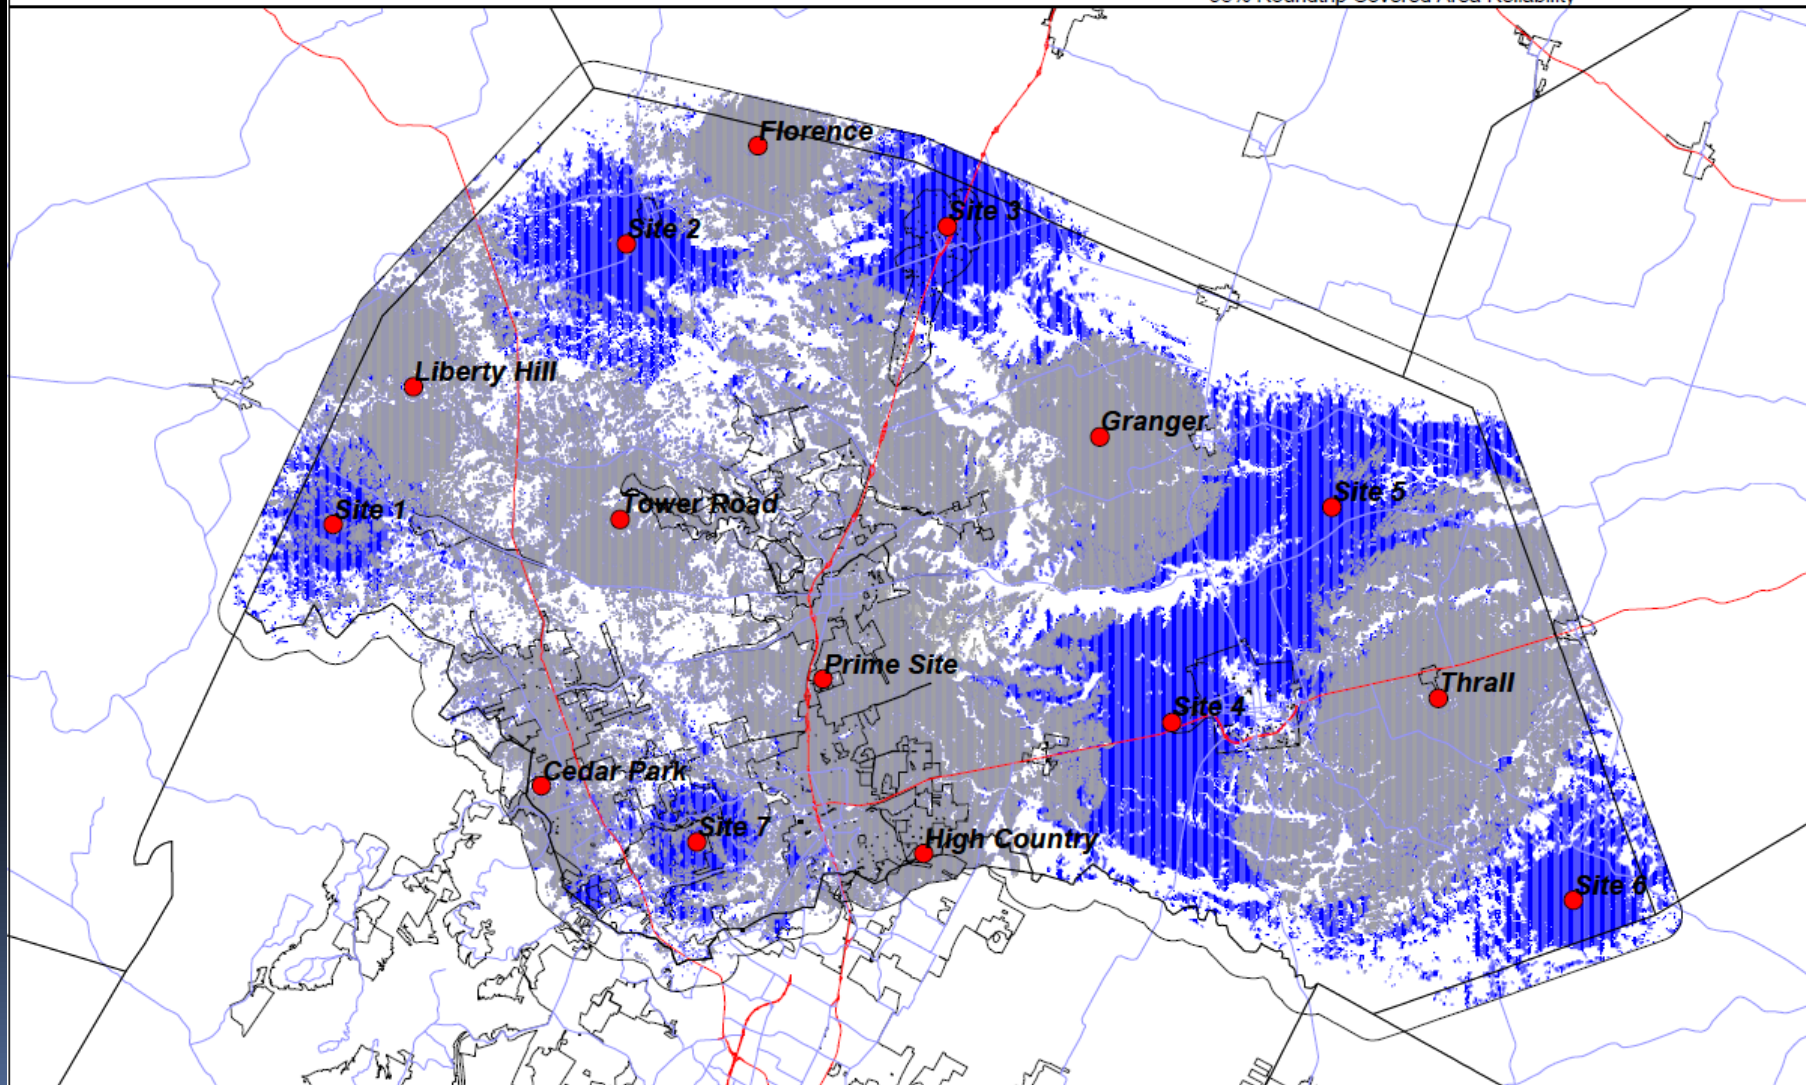 Florence
Site 3
Site 2
Liberty Hill
Granger
Site 5
Site 1
Tower Road
Prime Site
Thrall
Site 4
Cedar Park
Site 7
High Country
Site 6